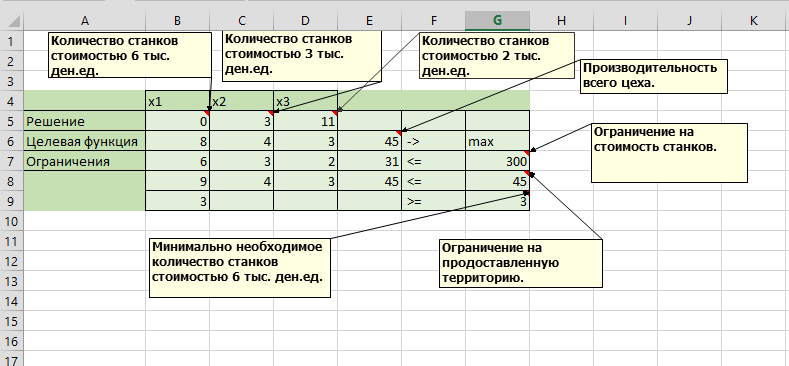 A B C D E F G H I J K
1
Количество станков стоимостью 6 тыс. ден.ед.
Количество станков стоимостью 3 тыс. ден.ед.
Количество станков стоимостью 2 тыс. ден.ед.
2
3
Производительность всего цеха.
4 x1 x2 x3
5 Решение 0 3 11
6 Целевая функция 8 4 3 45 -> max
7 Ограничения 6 3 2 31 <= 300
8 9 4 3 45 <= 45
9 3 >= 3
Ограничение на стоимость станков.
10
11
12
13
14
15
16
17
Минимально необходимое количество станков стоимостью 6 тыс. ден.ед.
Ограничение на продоставленную территорию.